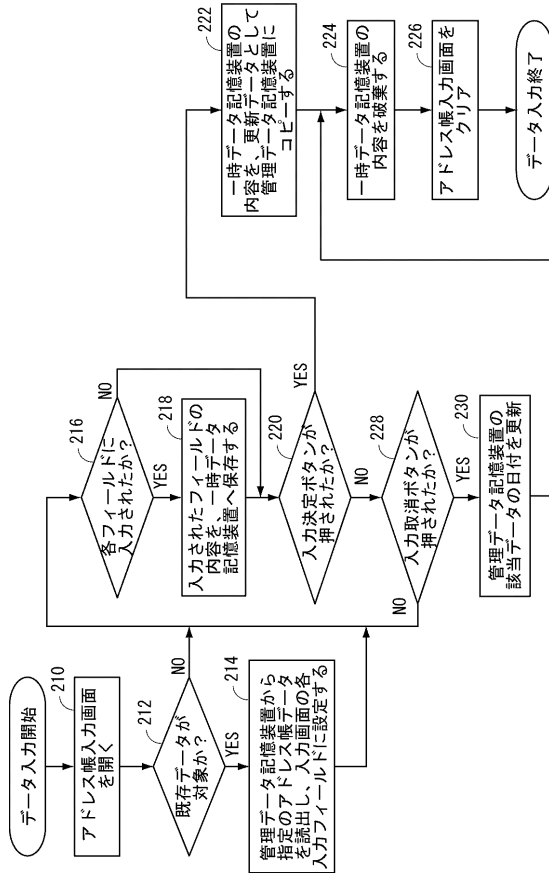 データ入力開始
210
アドレス帳入力画面
を開く
212
既存データが
対象か？
NO
YES
214
管理データ記憶装置から
指定のアドレス帳データ
を読出し、入力画面の各
入力フィールドに設定する
216
各フィールドに
入力されたか？
NO
YES
218
入力されたフィールドの
内容を、一時データ
記憶装置へ保存する
220
入力決定ボタンが
押されたか？
YES
NO
228
入力取消ボタンが
押されたか？
NO
YES
230
管理データ記憶装置の
該当データの日付を更新
222
一時データ記憶装置の
内容を、更新データとして
管理データ記憶装置に
コピーする
224
一時データ記憶装置の
内容を破棄する
226
アドレス帳入力画面を
クリア
データ入力終了